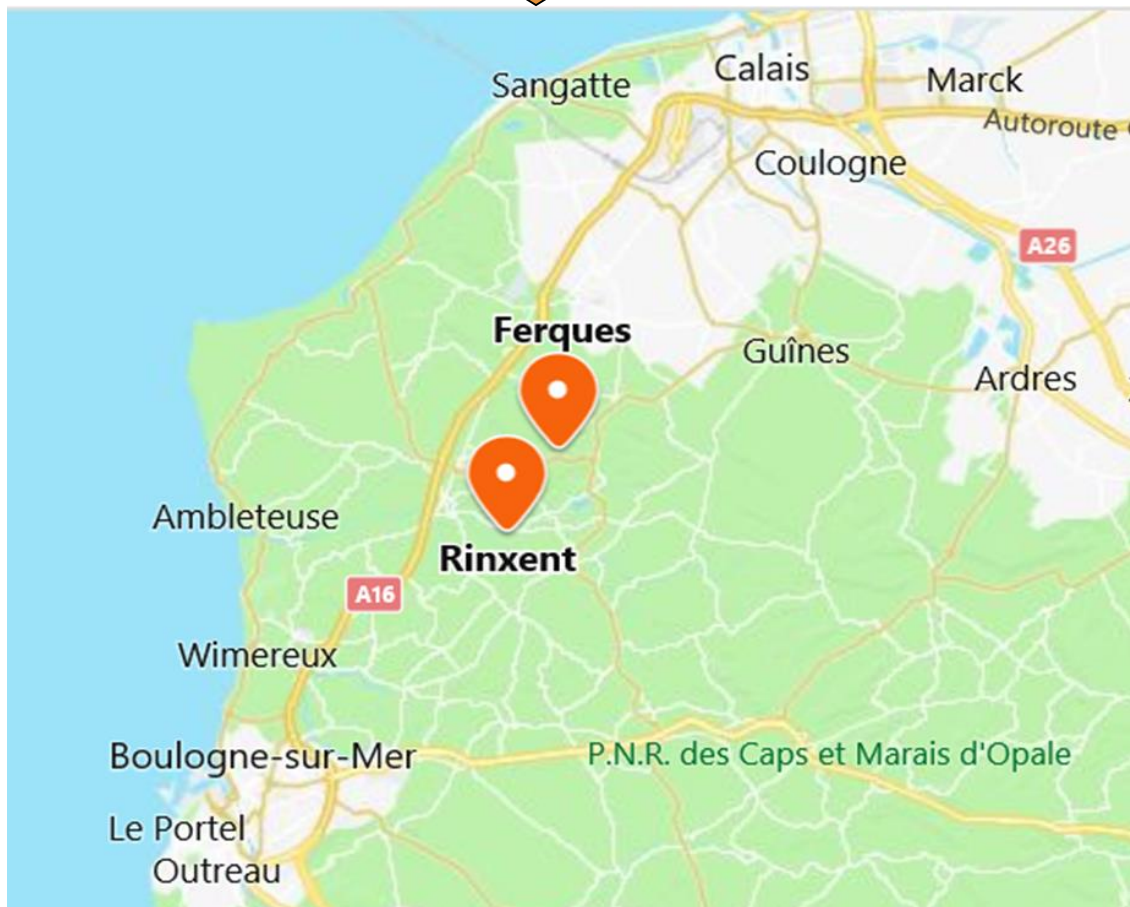 Calais
Sangatte
Marck
Autoroute
Coulogne
A26
Ferques
Guînes
Ardres
Ambleteuse
Rinxent
A16
Wimereux
Boulogne-sur-Mer
P.N.R. des Caps et Marais d'Opale
Le Portel
Outreau